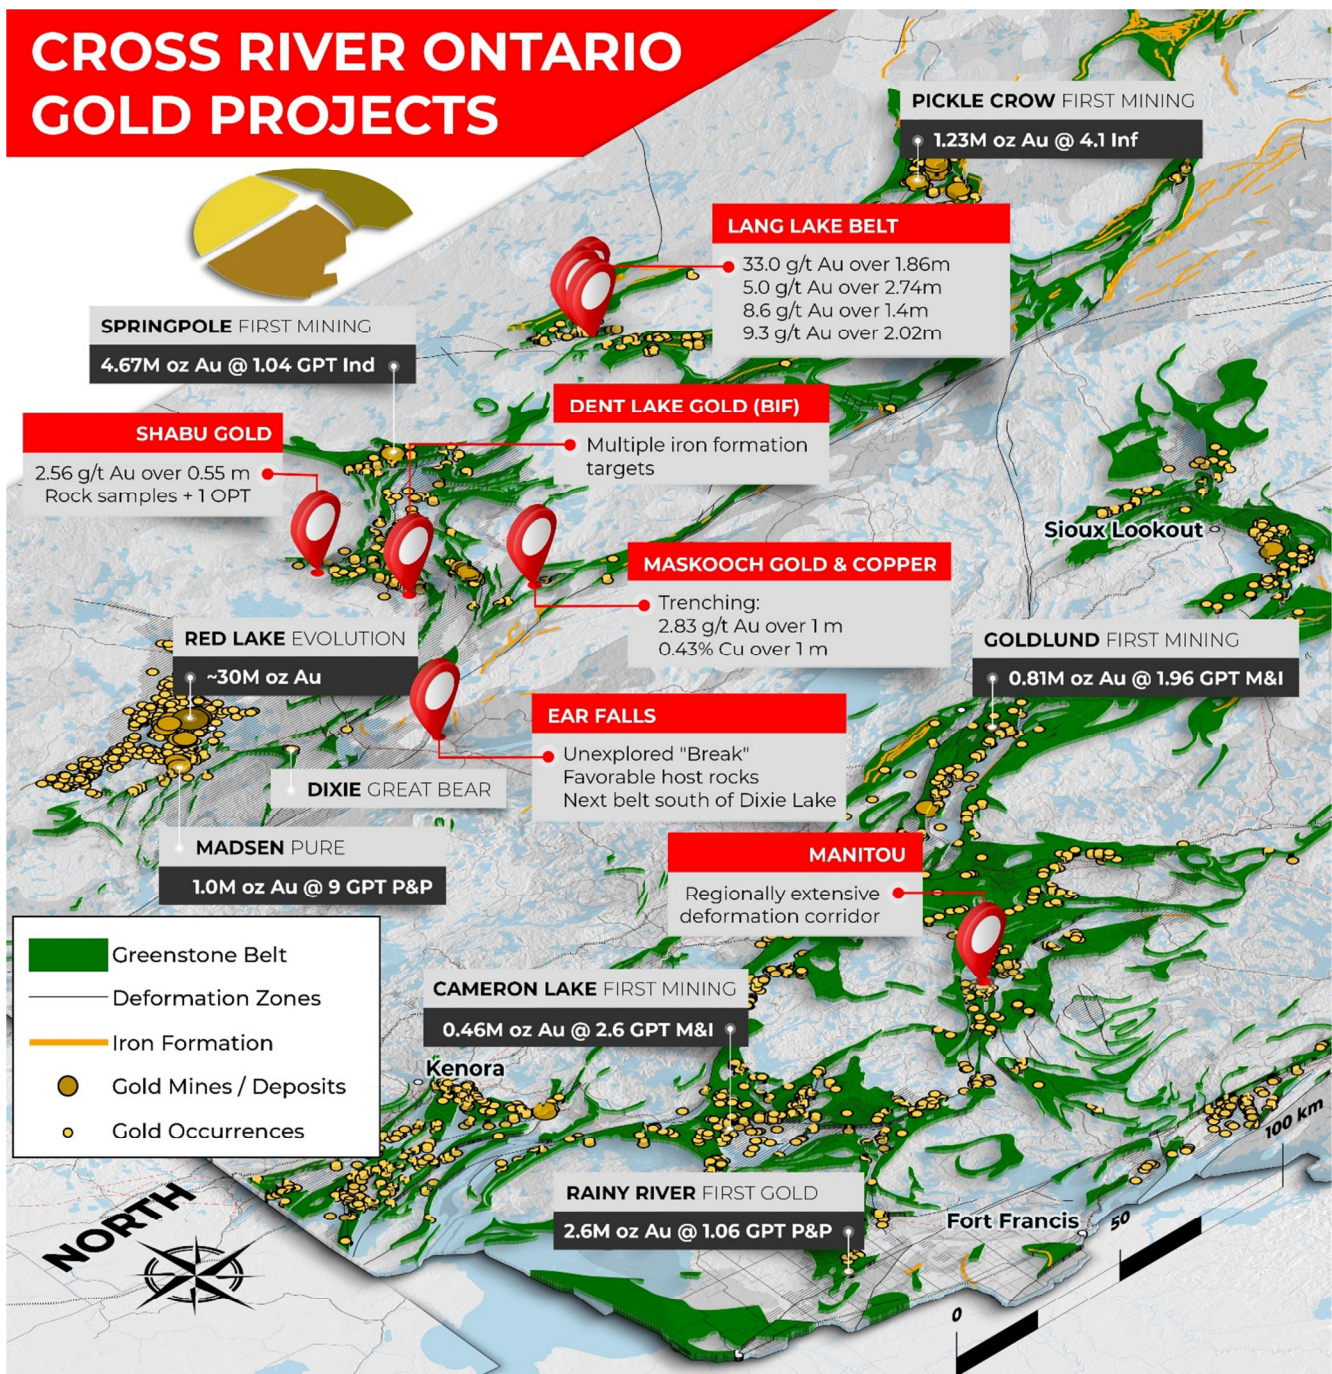 CROSS RIVER ONTARIO
GOLD PROJECTS
PICKLE CROW FIRST MINING
1.23M oz Au @ 4.1 Inf
LANG LAKE BELT
33.0 g/t Au over 1.86m
5.0 g/t Au over 2.74m
8.6 g/t Au over 1.4m
9.3 g/t Au over 2.02m
SPRINGPOLE FIRST MINING
4.67M oz Au @ 1.04 GPT Ind
DENT LAKE GOLD (BIF)
Multiple iron formation
targets
SHABU GOLD
2.56 g/t Au over 0.55 m
Rock samples + 1 OPT
Sioux Lookout
MASKOOCH GOLD & COPPER
Trenching:
2.83 g/t Au over 1 m
0.43% Cu over 1 m
RED LAKE EVOLUTION
~30M oz Au
GOLDLUND FIRST MINING
0.81M oz Au @ 1.96 GPT M&I
EAR FALLS
Unexplored "Break"
Favorable host rocks
Next belt south of Dixie Lake
DIXIE GREAT BEAR
MADSEN PURE
1.0M oz Au @ 9 GPT P&P
MANITOU
Regionally extensive
deformation corridor
Greenstone Belt
Deformation Zones
Iron Formation
Gold Mines / Deposits
Gold Occurrences
CAMERON LAKE FIRST MINING
0.46M oz Au @ 2.6 GPT M&I
Kenora
RAINY RIVER FIRST GOLD
2.6M oz Au @ 1.06 GPT P&P
Fort Francis
NORTH
0
50
100 km